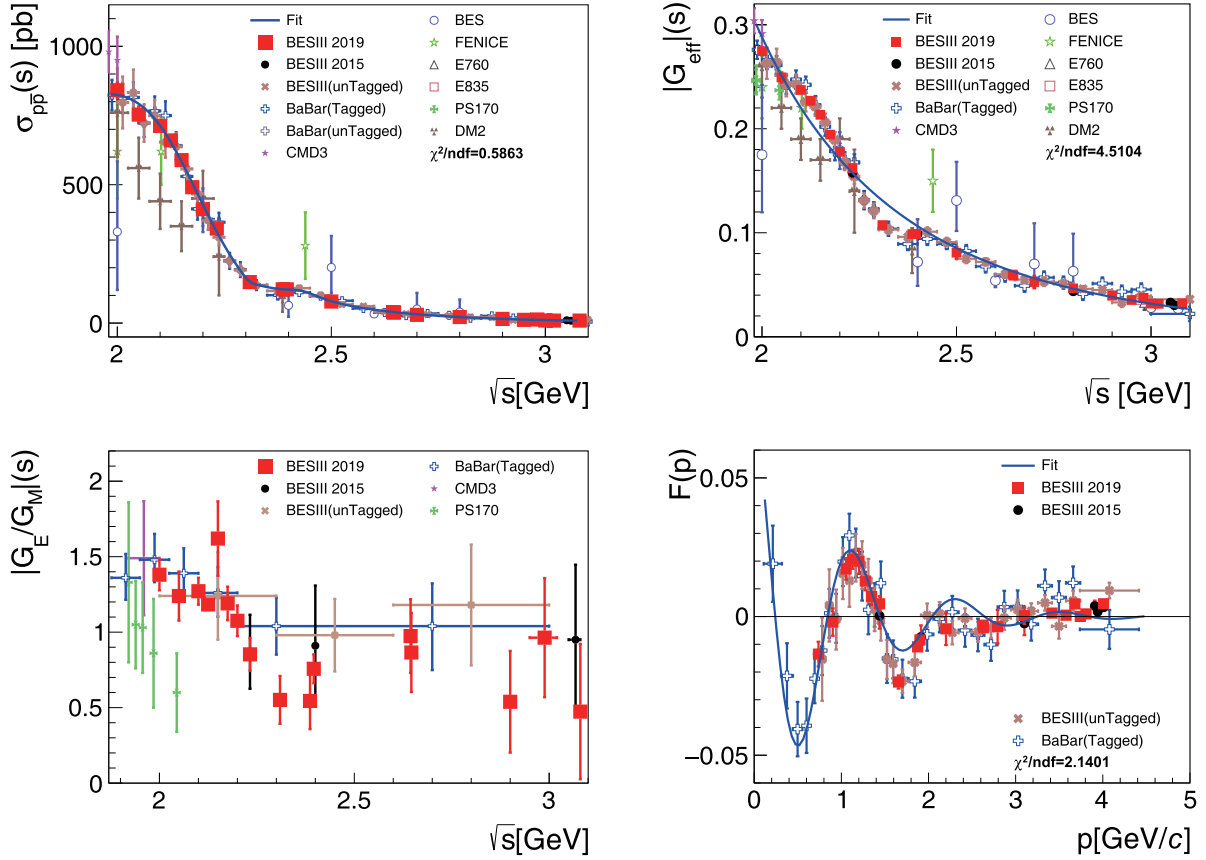 σpp̄(s) [pb]
1000
500
0
2
2.5
3
√s[GeV]
Fit
BESIII 2019
BESIII 2015
BESIII(unTagged)
BaBar(Tagged)
BaBar(unTagged)
CMD3
BES
FENICE
E760
E835
PS170
DM2
χ²/ndf=0.5863
|Geff|(s)
0.3
0.2
0.1
0
2
2.5
3
√s [GeV]
Fit
BESIII 2019
BESIII 2015
BESIII(unTagged
BaBar(Tagged)
CMD3
BES
FENICE
E760
E835
PS170
DM2
χ²/ndf=4.5104
|GE/GM|(s)
2
1.5
1
0.5
0
2
2.5
3
√s[GeV]
BESIII 2019
BESIII 2015
BESIII(unTagged)
BaBar(Tagged)
CMD3
PS170
F(p)
0.05
0
−0.05
0
1
2
3
4
5
p[GeV/c]
Fit
BESIII 2019
BESIII 2015
BESIII(unTagged)
BaBar(Tagged)
χ²/ndf=2.1401